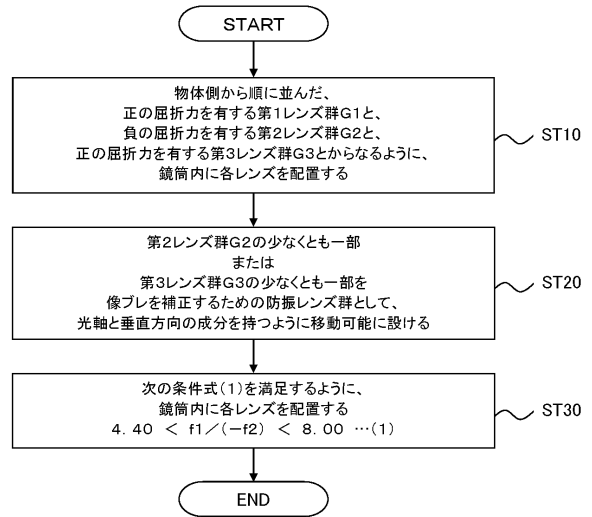 START
物体側から順に並んだ、
正の屈折力を有する第1レンズ群G1と、
負の屈折力を有する第2レンズ群G2と、
正の屈折力を有する第3レンズ群G3とからなるように、
鏡筒内に各レンズを配置する
ST10
第2レンズ群G2の少なくとも一部
または
第3レンズ群G3の少なくとも一部を
像ブレを補正するための防振レンズ群として、
光軸と垂直方向の成分を持つように移動可能に設ける
ST20
次の条件式(1)を満足するように、
鏡筒内に各レンズを配置する
4.40 < f1/(-f2) < 8.00 …(1)
ST30
END